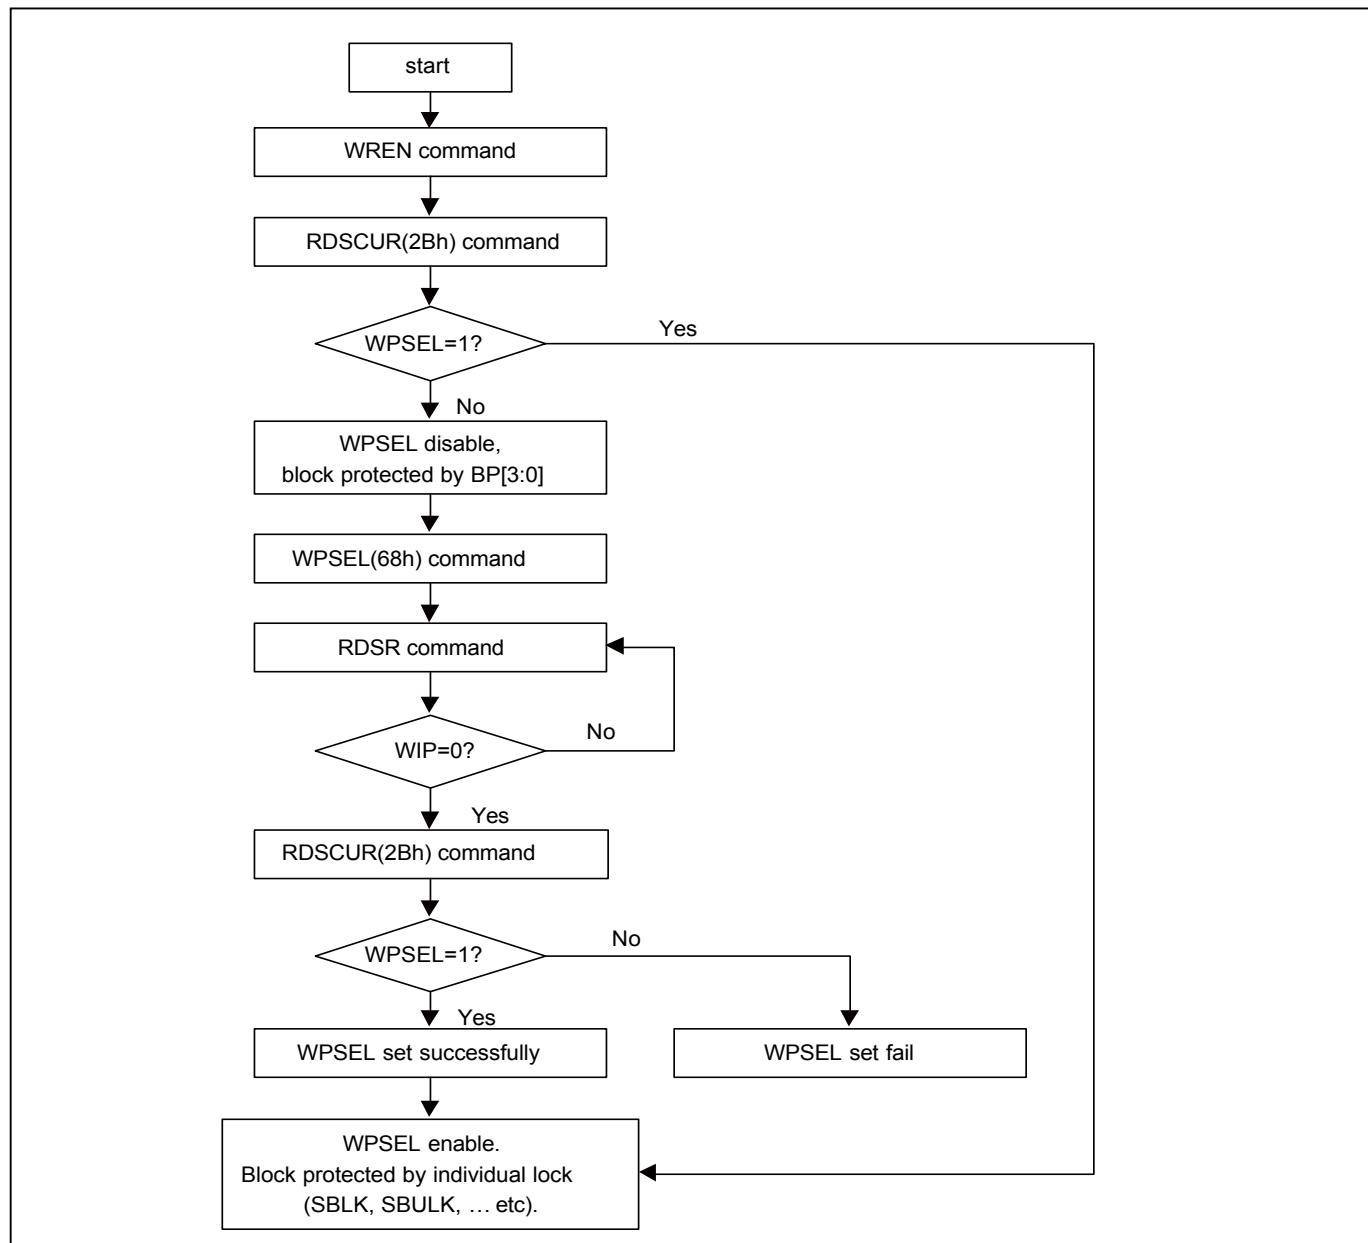 start
WREN command
RDSCUR(2Bh) command
WPSEL=1?
Yes
No
WPSEL disable,
block protected by BP[3:0]
WPSEL(68h) command
RDSR command
WIP=0?
No
Yes
RDSCUR(2Bh) command
WPSEL=1?
No
Yes
WPSEL set successfully
WPSEL set fail
WPSEL enable.
Block protected by individual lock
(SBLK, SBULK, … etc).